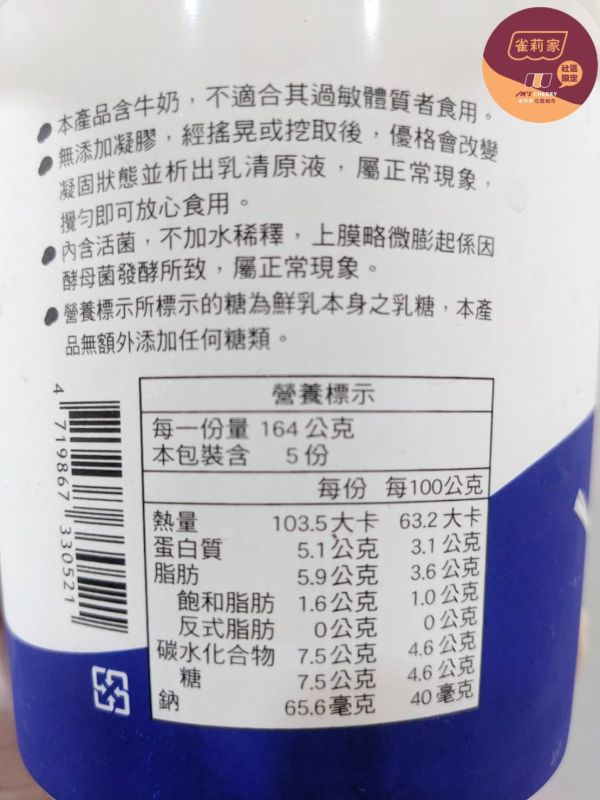 雀莉家
社區
限定
MY CHERRY
本產品含牛奶，不適合其過敏體質者食用。
無添加凝膠，經搖晃或挖取後，優格會改變
凝固狀態並析出乳清原液，屬正常現象，
攪勻即可放心食用。
內含活菌，不加水稀釋，上膜略微膨起係因
酵母菌發酵所致，屬正常現象。
營養標示所標示的糖為鮮乳本身之乳糖，本產
品無額外添加任何糖類。
4 719867 330521
營養標示
每一份量 164 公克
本包裝含 5 份
每份 每100公克
熱量 103.5 大卡 63.2 大卡
蛋白質 5.1 公克 3.1 公克
脂肪 5.9 公克 3.6 公克
飽和脂肪 1.6 公克 1.0 公克
反式脂肪 0 公克 0 公克
碳水化合物 7.5 公克 4.6 公克
糖 7.5 公克 4.6 公克
鈉 65.6 毫克 40 毫克